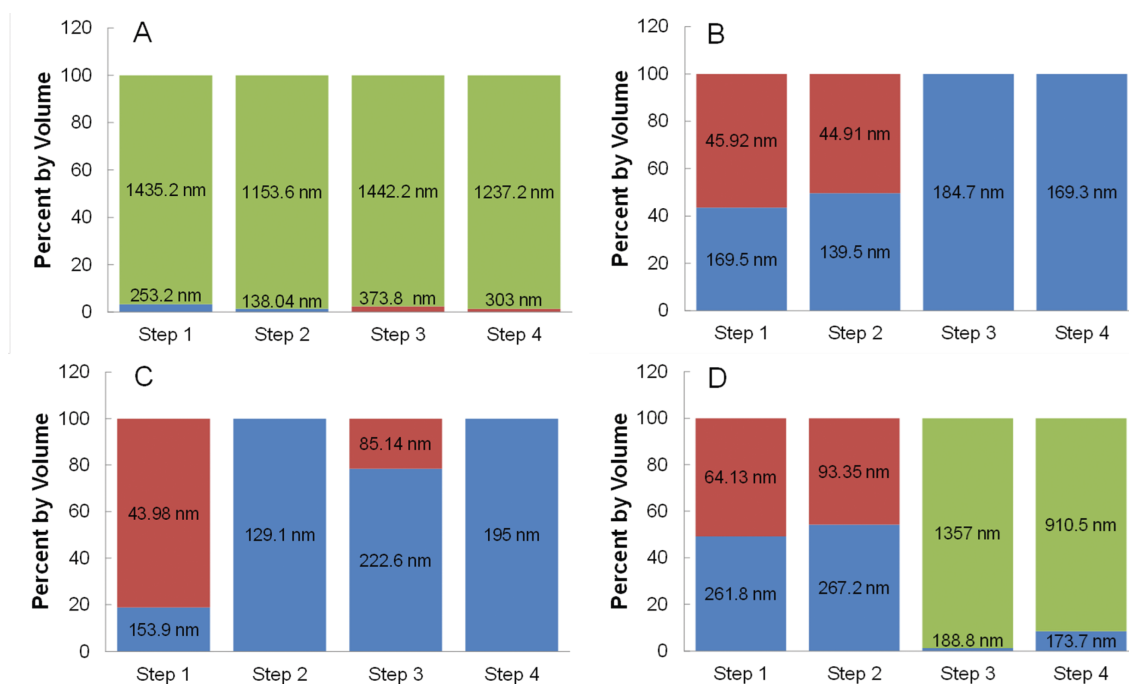 A
Percent by Volume
120
100
80
60
40
20
0
1435.2 nm
1153.6 nm
1442.2 nm
1237.2 nm
253.2 nm
138.04 nm
373.8 nm
303 nm
Step 1
Step 2
Step 3
Step 4
B
Percent by Volume
120
100
80
60
40
20
0
45.92 nm
44.91 nm
184.7 nm
169.3 nm
169.5 nm
139.5 nm
Step 1
Step 2
Step 3
Step 4
C
Percent by Volume
120
100
80
60
40
20
0
43.98 nm
129.1 nm
85.14 nm
195 nm
153.9 nm
222.6 nm
Step 1
Step 2
Step 3
Step 4
D
Percent by Volume
120
100
80
60
40
20
0
64.13 nm
93.35 nm
1357 nm
910.5 nm
261.8 nm
267.2 nm
188.8 nm
173.7 nm
Step 1
Step 2
Step 3
Step 4